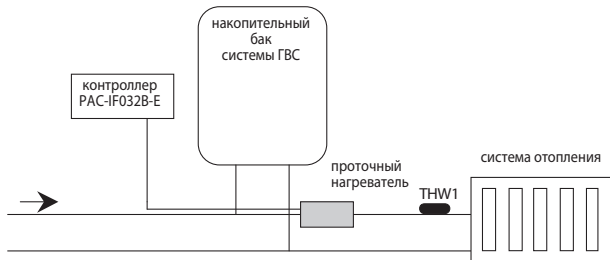 накопительный
бак
системы ГВС
контроллер
PAC-IF032B-E
проточный
нагреватель
THW1
система отопления